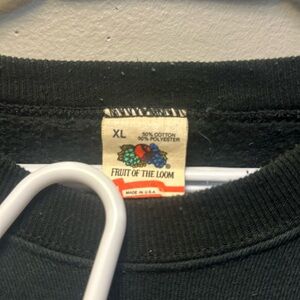 XL
50% COTTON
50% POLYESTER
FRUIT OF THE LOOM
MADE IN U.S.A.